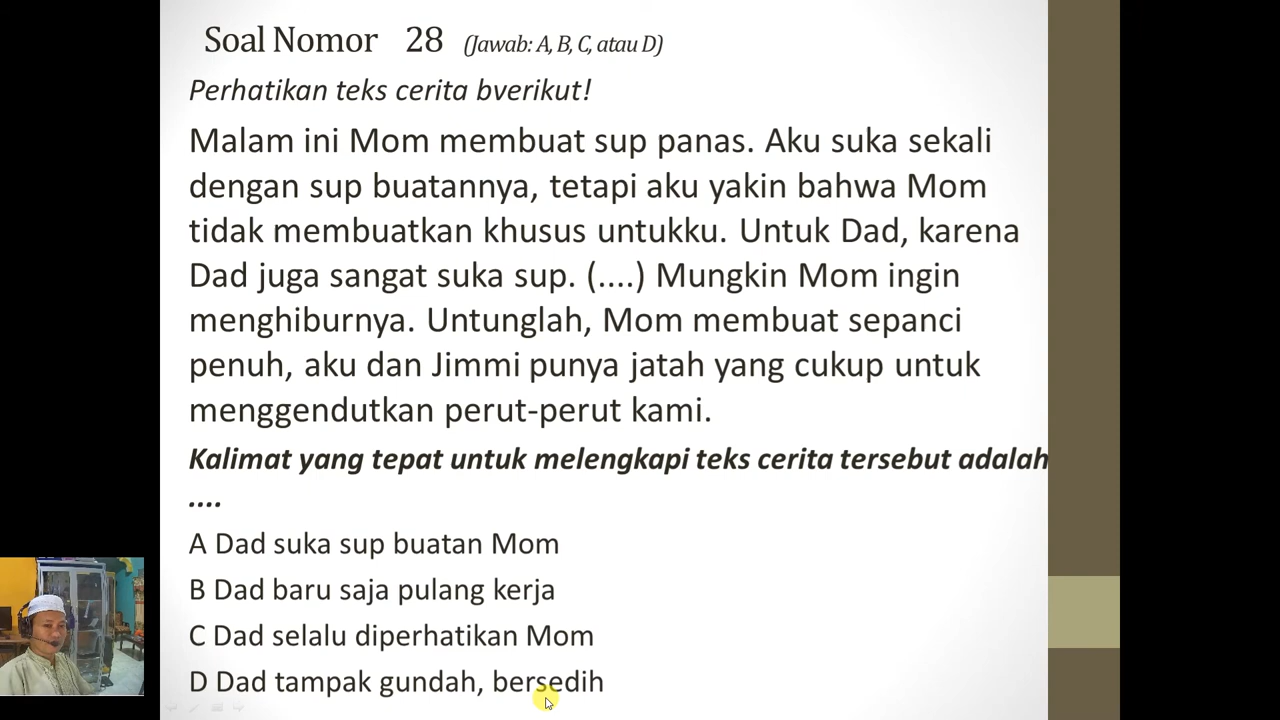 Soal Nomor 28 (Jawab: A, B, C, atau D)
Perhatikan teks cerita bverikut!
Malam ini Mom membuat sup panas. Aku suka sekali
dengan sup buatannya, tetapi aku yakin bahwa Mom
tidak membuatkan khusus untukku. Untuk Dad, karena
Dad juga sangat suka sup. (....) Mungkin Mom ingin
menghiburnya. Untunglah, Mom membuat sepanci
penuh, aku dan Jimmi punya jatah yang cukup untuk
menggendutkan perut-perut kami.
Kalimat yang tepat untuk melengkapi teks cerita tersebut adalah
....
A Dad suka sup buatan Mom
B Dad baru saja pulang kerja
C Dad selalu diperhatikan Mom
D Dad tampak gundah, bersedih